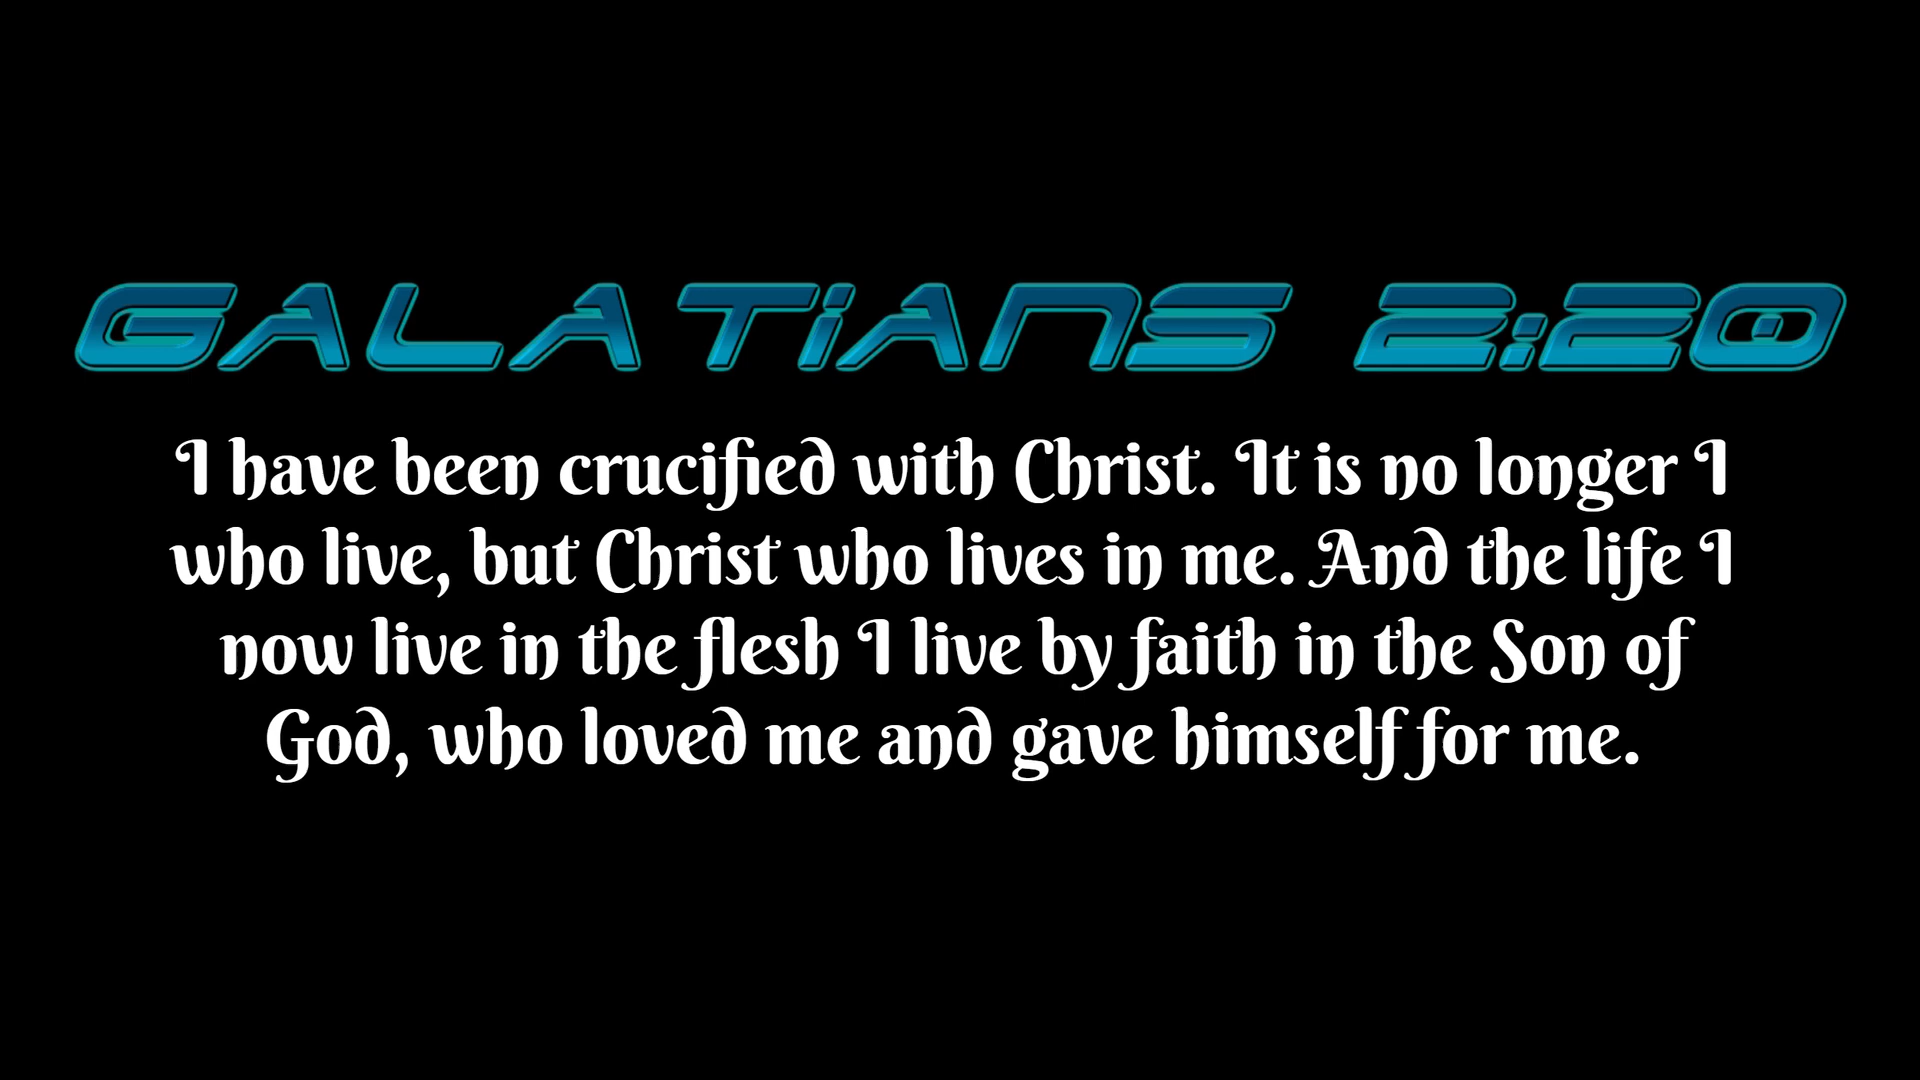 GALATiANS 2:20
I have been crucified with Christ. It is no longer I
who live, but Christ who lives in me. And the life I
now live in the flesh I live by faith in the Son of
God, who loved me and gave himself for me.